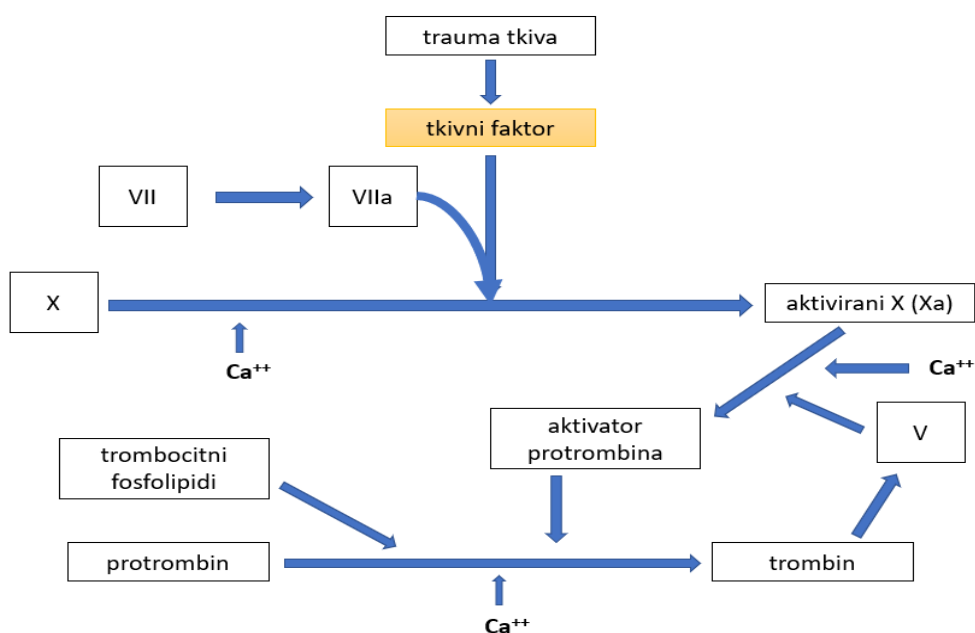 trauma tkiva
tkivni faktor
VII
VIIa
X
aktivirani X (Xa)
Ca⁺⁺
Ca⁺⁺
aktivator
protrombina
V
trombocitni
fosfolipidi
protrombin
trombin
Ca⁺⁺